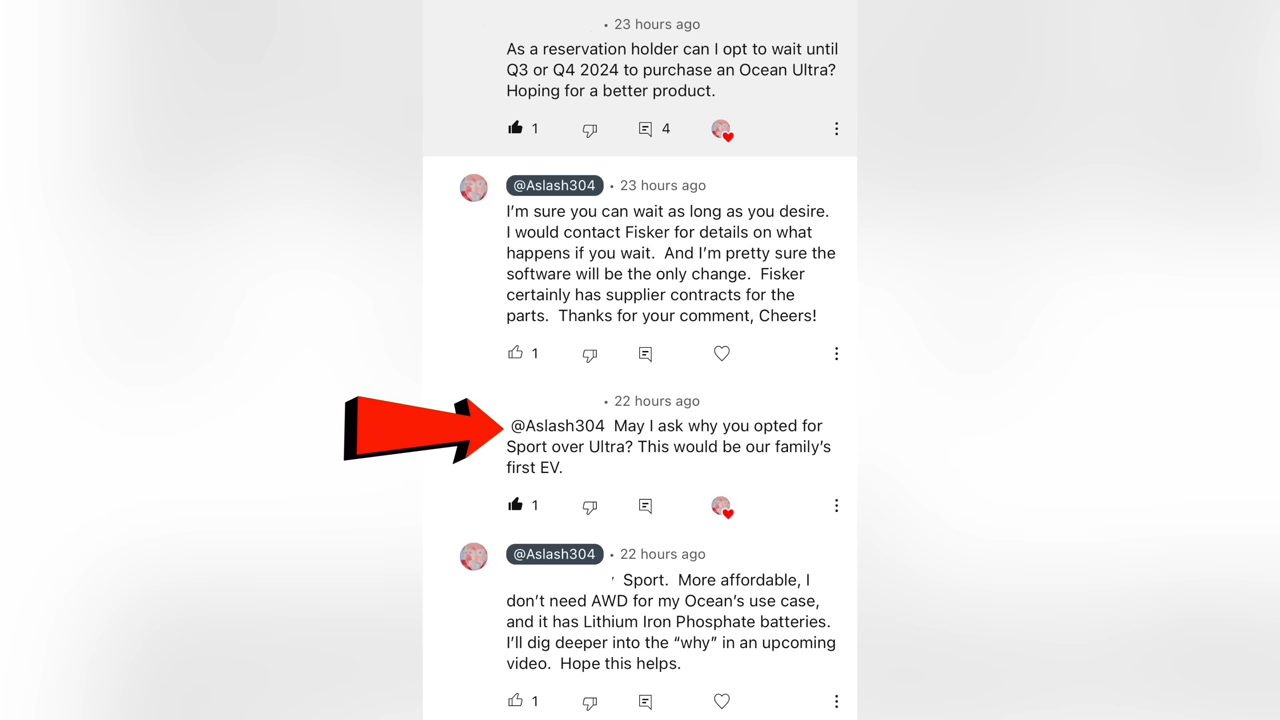 • 23 hours ago
As a reservation holder can I opt to wait until
Q3 or Q4 2024 to purchase an Ocean Ultra?
Hoping for a better product.
1 4
@Aslash304 • 23 hours ago
I’m sure you can wait as long as you desire.
I would contact Fisker for details on what
happens if you wait.  And I’m pretty sure the
software will be the only change.  Fisker
certainly has supplier contracts for the
parts.  Thanks for your comment, Cheers!
1
• 22 hours ago
@Aslash304  May I ask why you opted for
Sport over Ultra? This would be our family’s
first EV.
1
@Aslash304 • 22 hours ago
Sport.  More affordable, I
don’t need AWD for my Ocean’s use case,
and it has Lithium Iron Phosphate batteries.
I’ll dig deeper into the “why” in an upcoming
video.  Hope this helps.
1